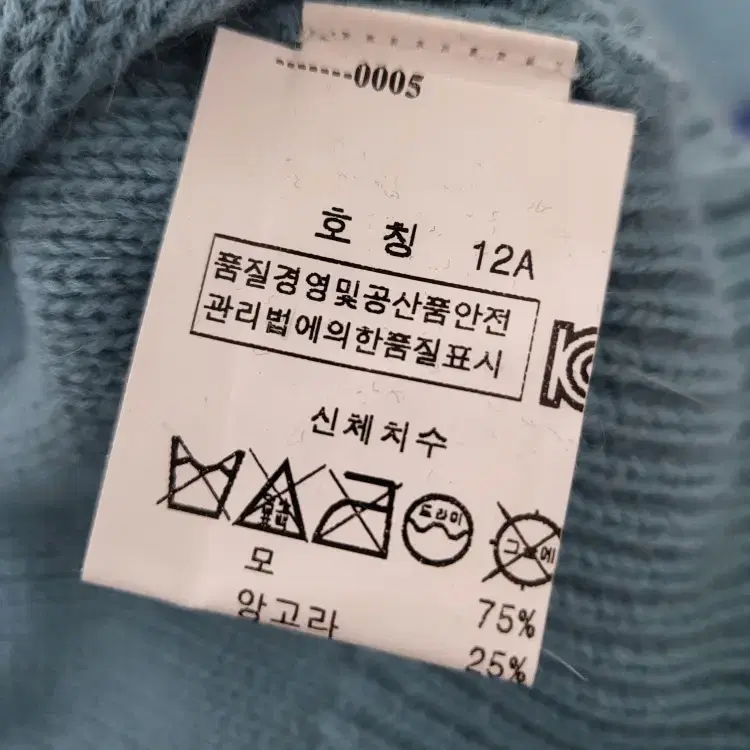 -------0005
호 칭 12A
품질경영및공산품안전
관리법에의한품질표시
신체치수
드라이
모 75%
앙고라 25%